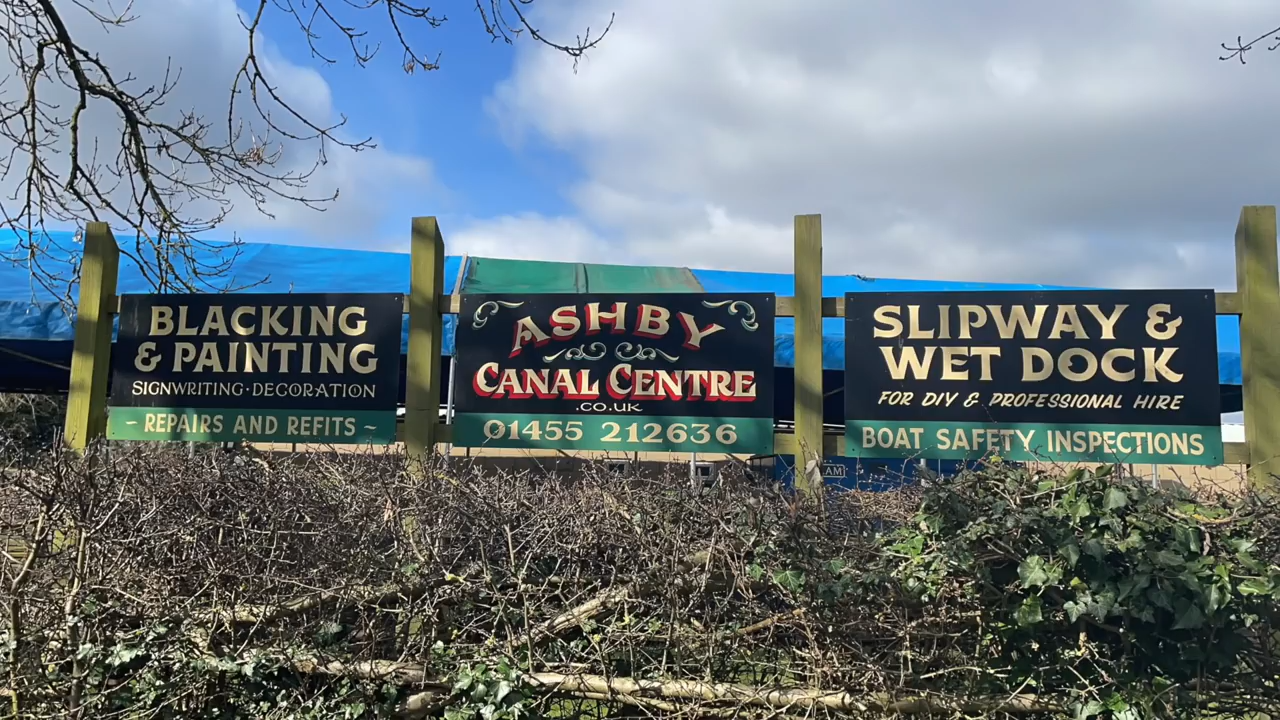 BLACKING
& PAINTING
SIGNWRITING·DECORATION
~ REPAIRS AND REFITS ~
ASHBY
CANAL CENTRE
.CO.UK
01455 212636
SLIPWAY &
WET DOCK
FOR DIY & PROFESSIONAL HIRE
BOAT SAFETY INSPECTIONS